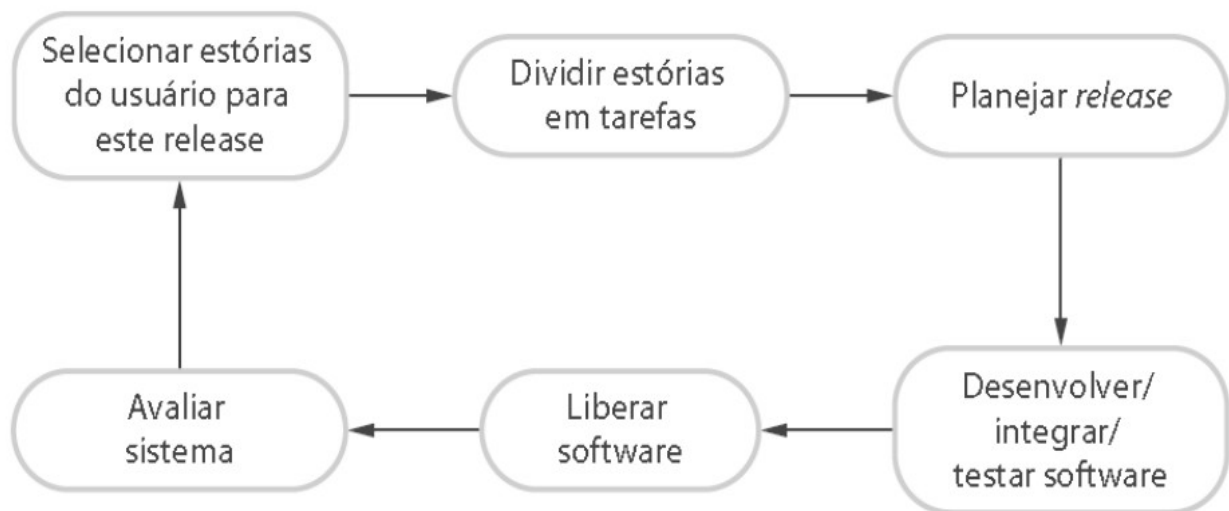 Selecionar estórias
do usuário para
este release
Dividir estórias
em tarefas
Planejar release
Desenvolver/
integrar/
testar software
Liberar
software
Avaliar
sistema